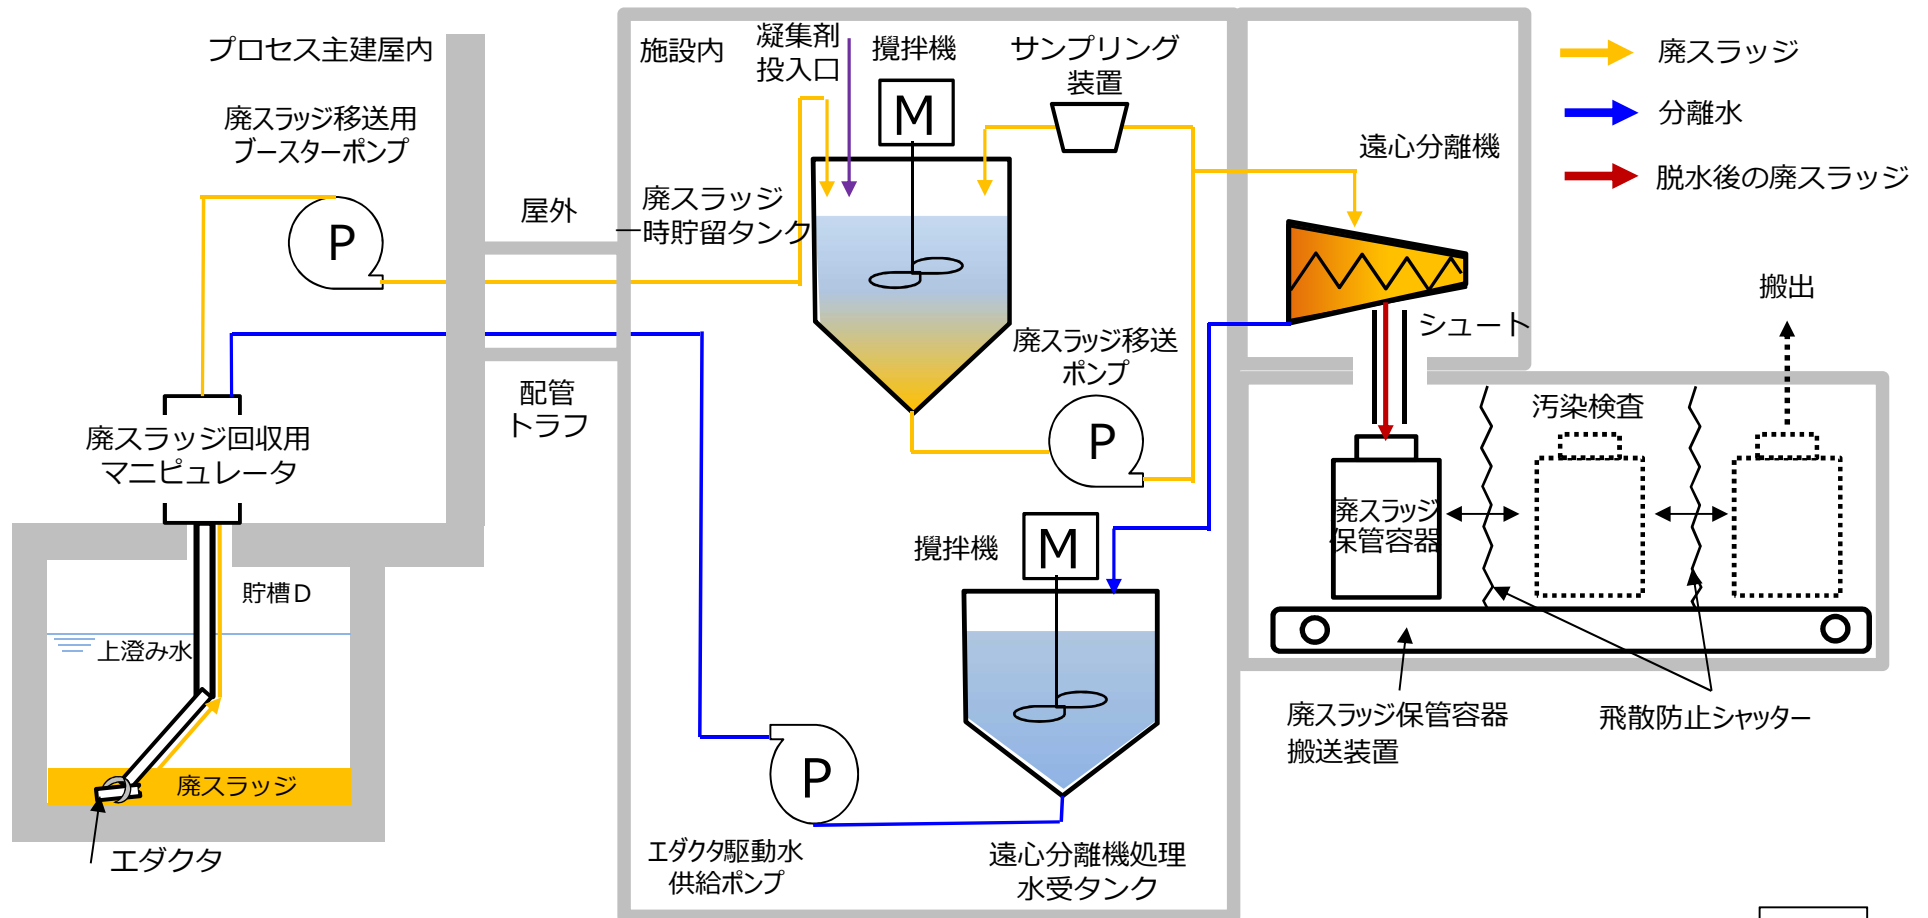 プロセス主建屋内
廃スラッジ移送用
ブースターポンプ
P
屋外
配管
トラフ
廃スラッジ回収用
マニピュレータ
貯槽D
上澄み水
廃スラッジ
エダクタ
施設内
凝集剤
投入口
攪拌機
M
サンプリング
装置
廃スラッジ
一時貯留タンク
廃スラッジ移送
ポンプ
P
攪拌機
M
P
エダクタ駆動水
供給ポンプ
遠心分離機処理
水受タンク
遠心分離機
シュート
廃スラッジ
分離水
脱水後の廃スラッジ
搬出
汚染検査
廃スラッジ
保管容器
廃スラッジ保管容器
搬送装置
飛散防止シャッター